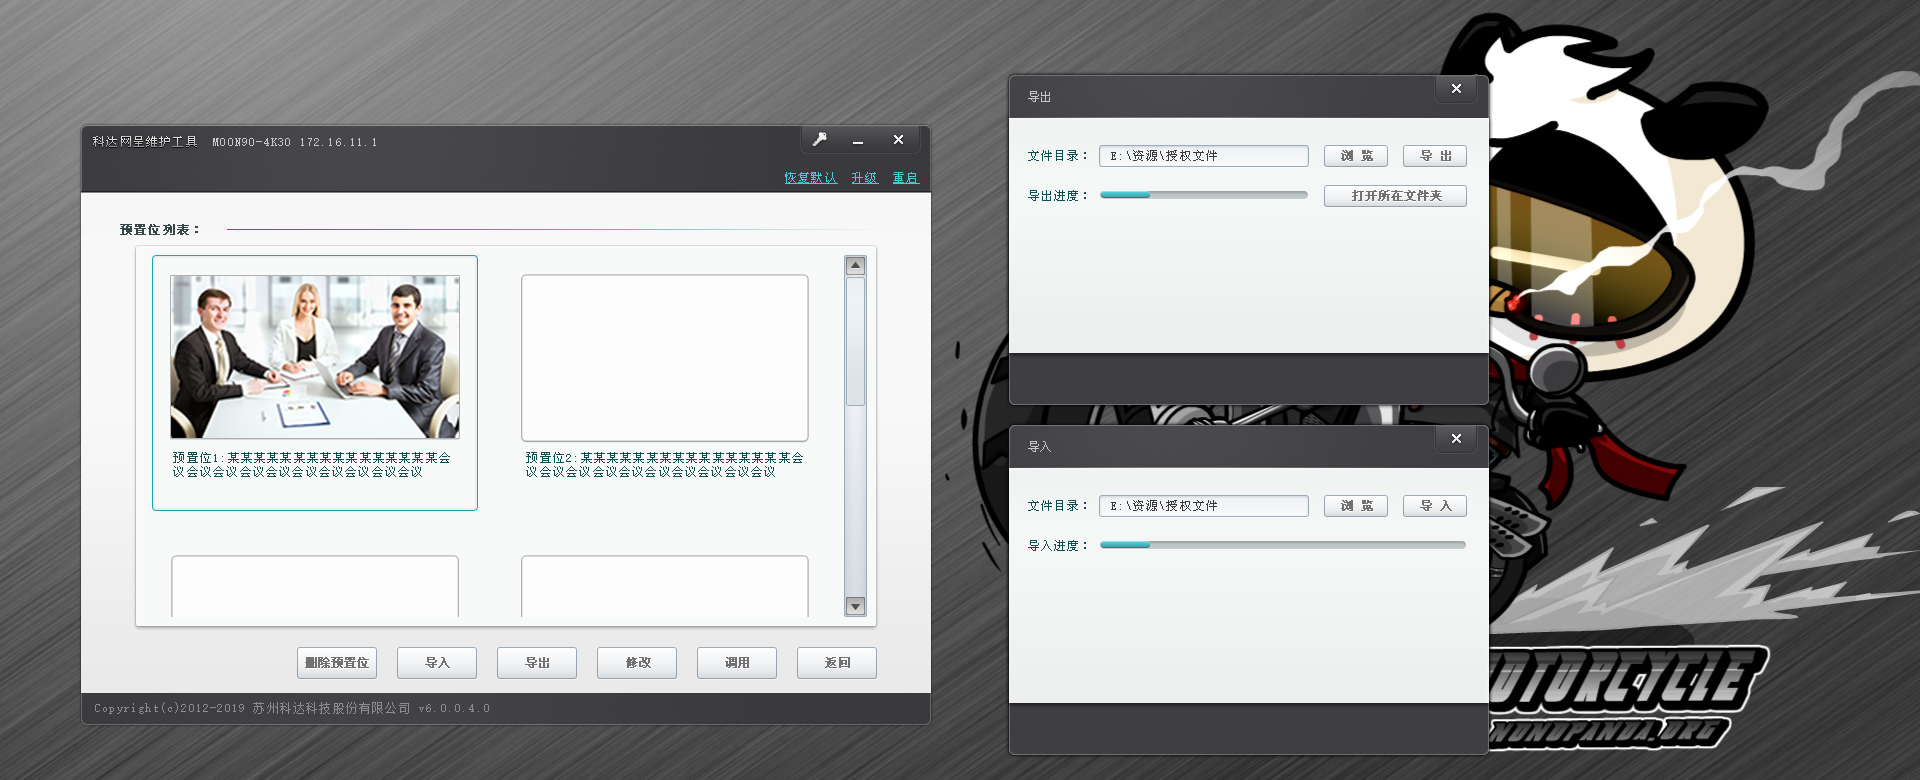 科达网呈维护工具 MOON90-4K30 172.16.11.1
恢复默认 升级 重启
预置位列表：
预置位1:某某某某某某某某某某某某某某某某会
议会议会议会议会议会议会议会议会议会议
预置位2:某某某某某某某某某某某某某某某某会
议会议会议会议会议会议会议会议会议会议
删除预置位 导入 导出 修改 调用 返回
Copyright(c)2012-2019 苏州科达科技股份有限公司 v6.0.0.4.0
导出
文件目录： E:\资源\授权文件 浏 览 导 出
导出进度： 打开所在文件夹
导入
文件目录： E:\资源\授权文件 浏 览 导 入
导入进度：
OTORCYCLE
NONOPANDA.ORG